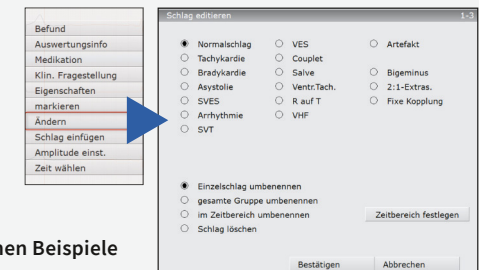 Befund
Auswertungsinfo
Medikation
Klin. Fragestellung
Eigenschaften
markieren
Ändern
Schlag einfügen
Amplitude einst.
Zeit wählen
Schlag editieren 1-3
Normalschlag VES Artefakt
Tachykardie Couplet
Bradykardie Salve Bigeminus
Asystolie Ventr.Tach. 2:1-Extras.
SVES R auf T Fixe Kopplung
Arrhythmie VHF
SVT
Einzelschlag umbenennen
gesamte Gruppe umbenennen
im Zeitbereich umbenennen Zeitbereich festlegen
Schlag löschen
Bestätigen Abbrechen
nen Beispiele